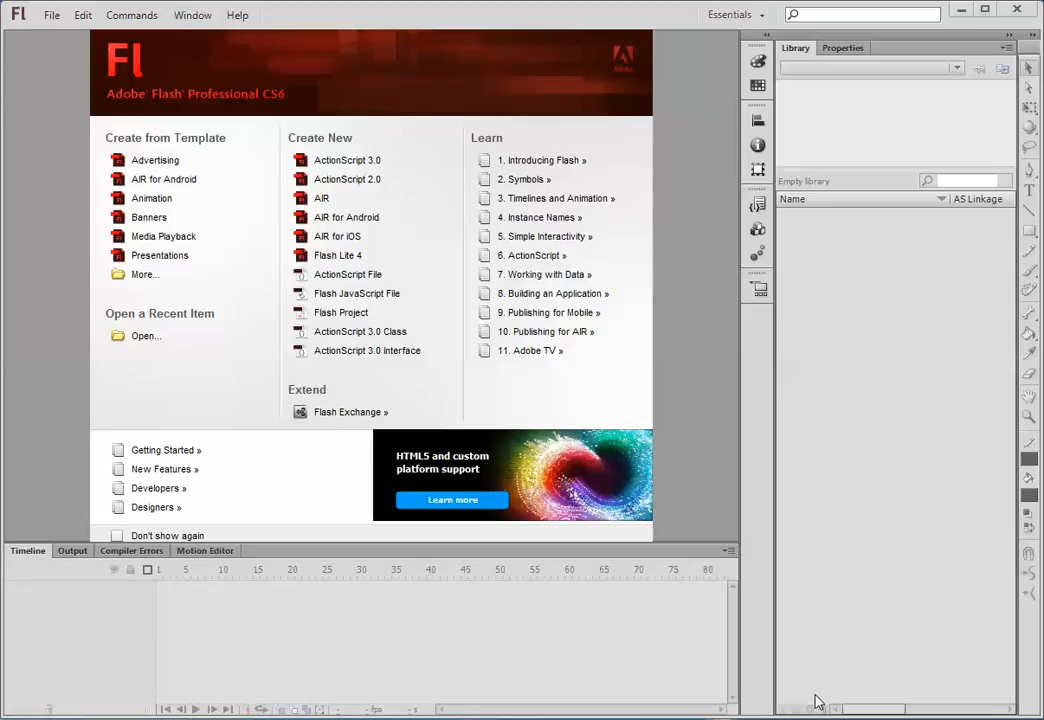 Fl File Edit Commands Window Help Essentials
Library Properties
Fl
Adobe
Adobe® Flash® Professional CS6
Create from Template
Advertising
AIR for Android
Animation
Banners
Media Playback
Presentations
More...
Open a Recent Item
Open...
Create New
ActionScript 3.0
ActionScript 2.0
AIR
AIR for Android
AIR for iOS
Flash Lite 4
ActionScript File
Flash JavaScript File
Flash Project
ActionScript 3.0 Class
ActionScript 3.0 Interface
Extend
Flash Exchange »
Learn
1. Introducing Flash »
2. Symbols »
3. Timelines and Animation »
4. Instance Names »
5. Simple Interactivity »
6. ActionScript »
7. Working with Data »
8. Building an Application »
9. Publishing for Mobile »
10. Publishing for AIR »
11. Adobe TV »
Getting Started »
New Features »
Developers »
Designers »
HTML5 and custom
platform support
Learn more
Don't show again
Empty library
Name AS Linkage
Timeline Output Compiler Errors Motion Editor
1 5 10 15 20 25 30 35 40 45 50 55 60 65 70 75 80
- - fps - s